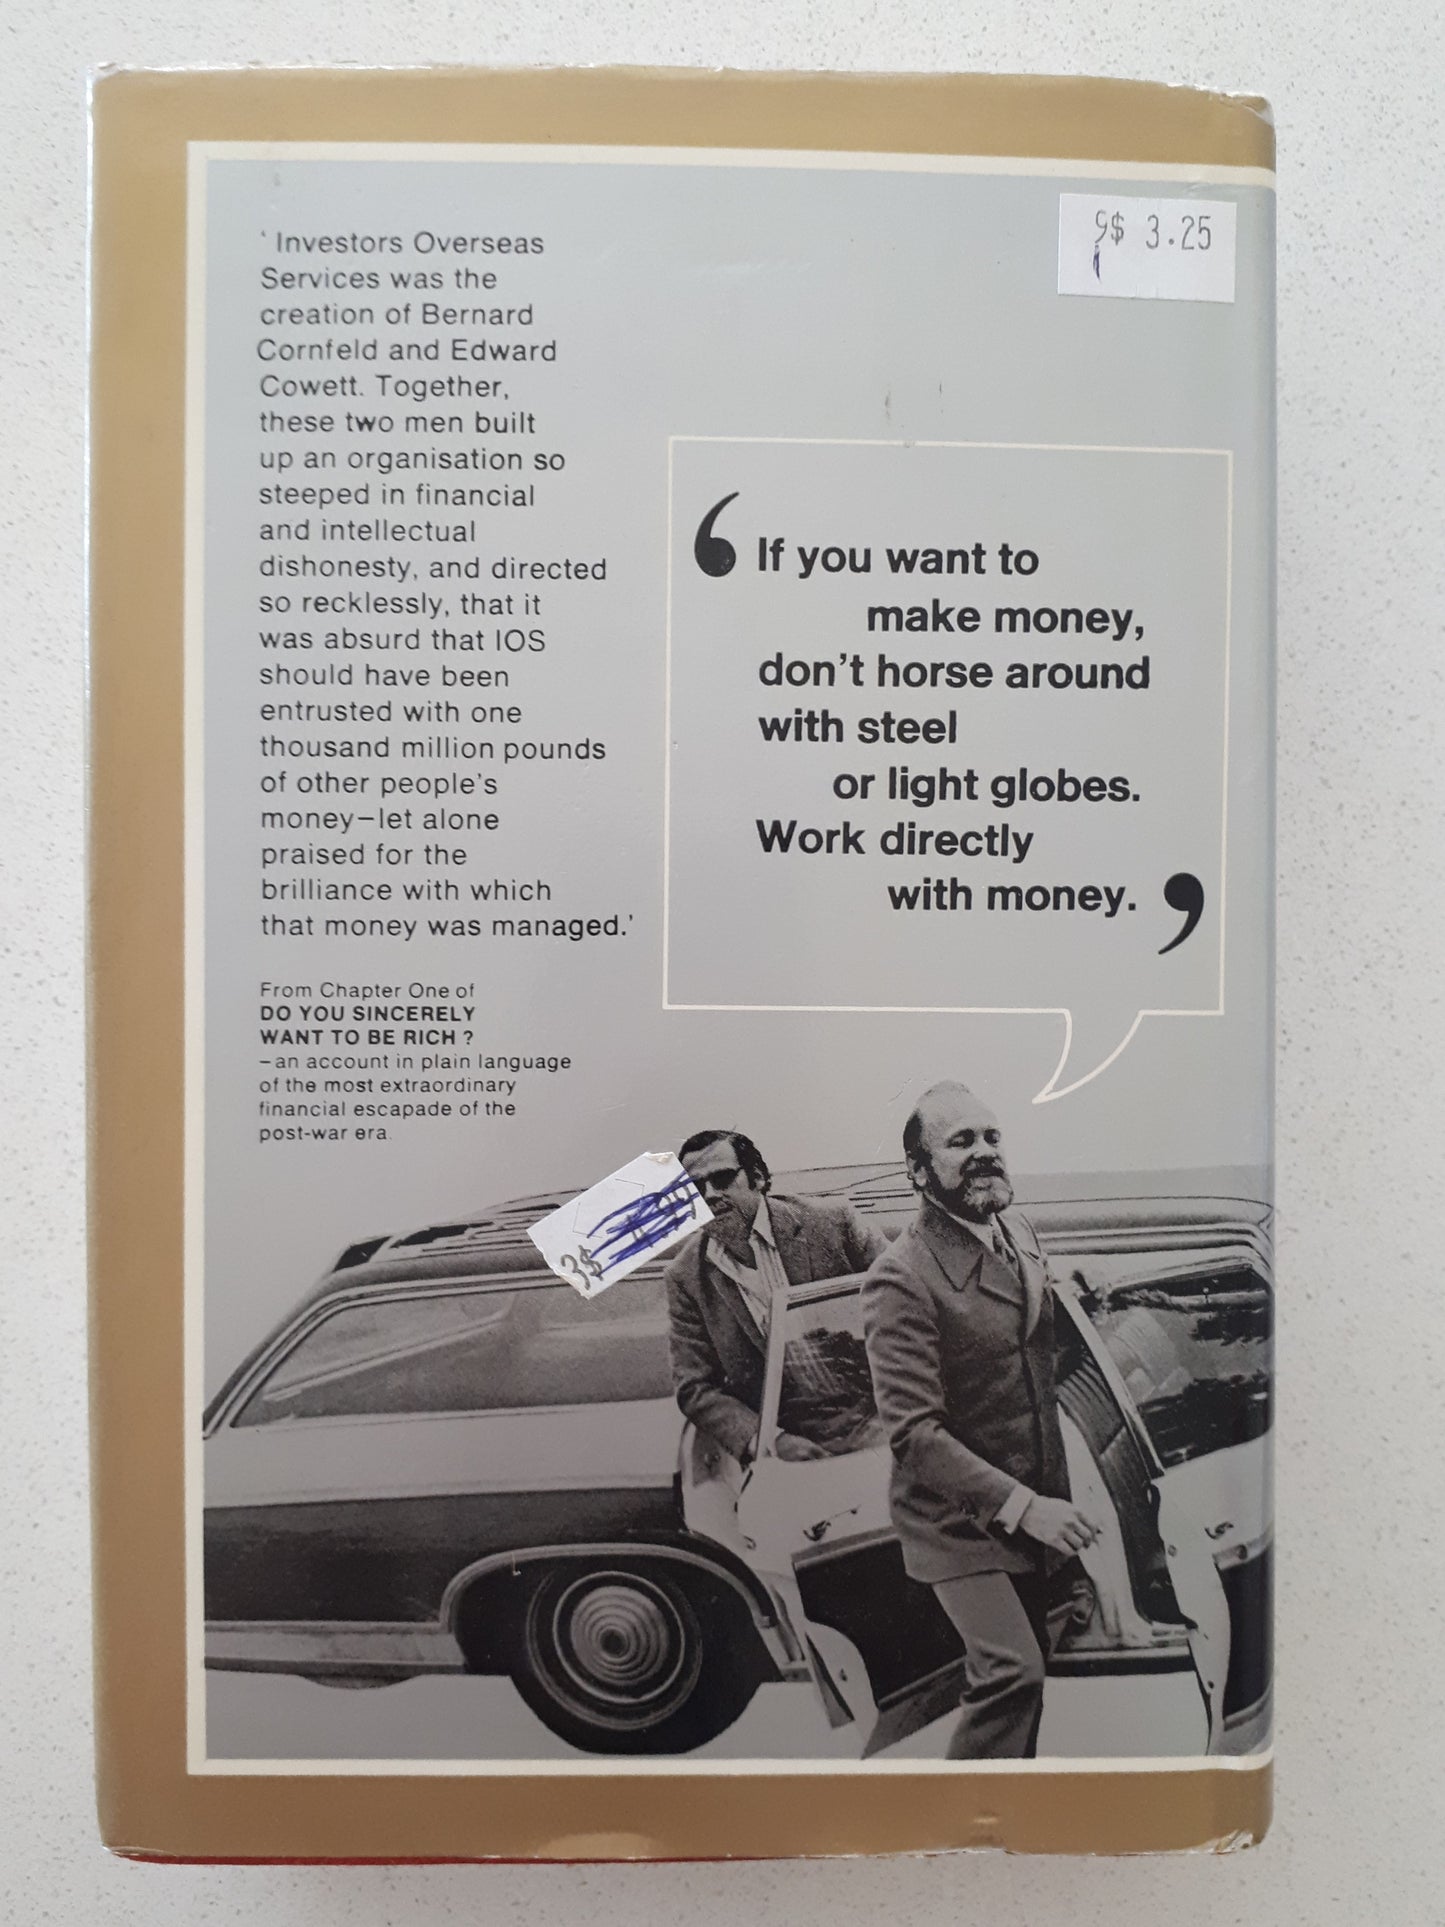 ‘ Investors Overseas
Services was the
creation of Bernard
Cornfeld and Edward
Cowett. Together,
these two men built
up an organisation so
steeped in financial
and intellectual
dishonesty, and directed
so recklessly, that it
was absurd that IOS
should have been
entrusted with one
thousand million pounds
of other people's
money–let alone
praised for the
brilliance with which
that money was managed.’
From Chapter One of
DO YOU SINCERELY
WANT TO BE RICH ?
– an account in plain language
of the most extraordinary
financial escapade of the
post-war era.
9$ 3.25
‘ If you want to
make money,
don’t horse around
with steel
or light globes.
Work directly
with money. ’
3$